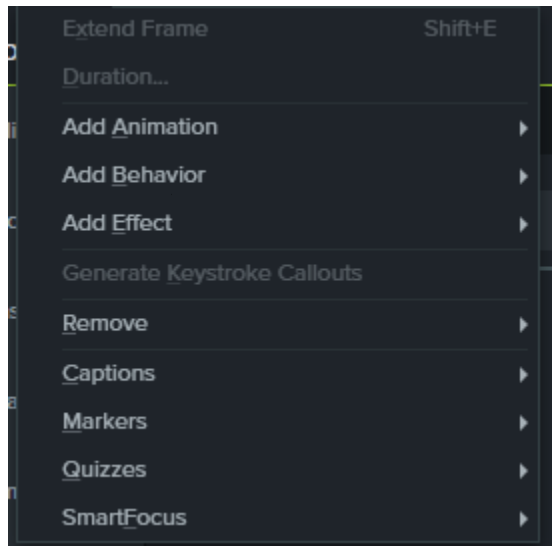 Extend Frame Shift+E
Duration...
Add Animation
Add Behavior
Add Effect
Generate Keystroke Callouts
Remove
Captions
Markers
Quizzes
SmartFocus